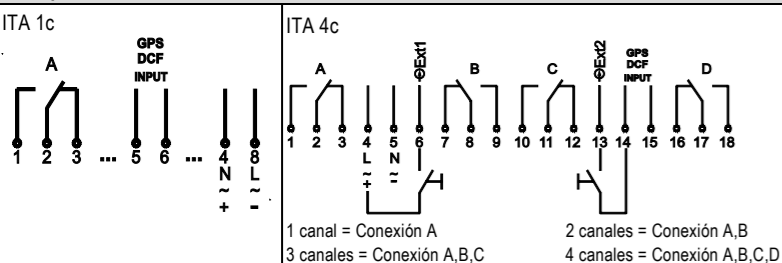 ITA 1c
GPS
DCF
INPUT
A
1 2 3 ... 5 6 ... 4 8
N L
~ ~
+ -
ITA 4c
A
⊕Ext1
B
C
⊕Ext2
GPS
DCF
INPUT
D
1 2 3 4 5 6 7 8 9 10 11 12 13 14 15 16 17 18
L N
~ ~
+ -
1 canal = Conexión A
2 canales = Conexión A,B
3 canales = Conexión A,B,C
4 canales = Conexión A,B,C,D